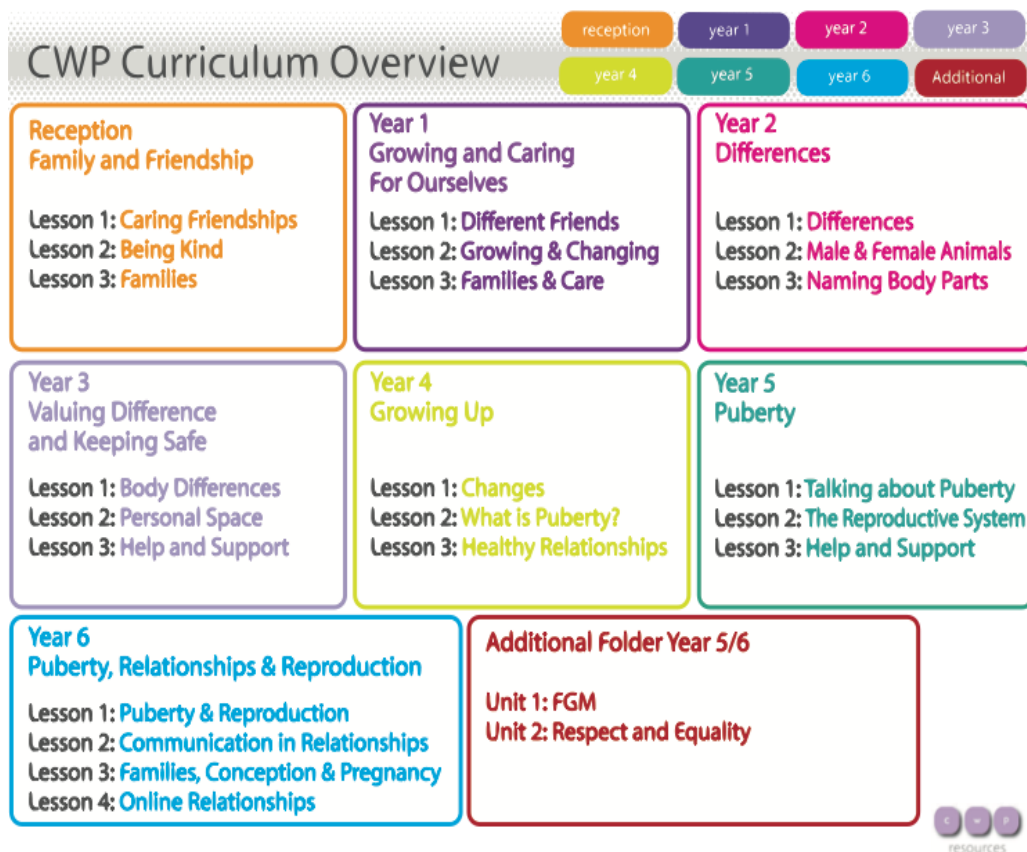 CWP Curriculum Overview
reception
year 1
year 2
year 3
year 4
year 5
year 6
Additional
Reception
Family and Friendship
Lesson 1: Caring Friendships
Lesson 2: Being Kind
Lesson 3: Families
Year 1
Growing and Caring
For Ourselves
Lesson 1: Different Friends
Lesson 2: Growing & Changing
Lesson 3: Families & Care
Year 2
Differences
Lesson 1: Differences
Lesson 2: Male & Female Animals
Lesson 3: Naming Body Parts
Year 3
Valuing Difference
and Keeping Safe
Lesson 1: Body Differences
Lesson 2: Personal Space
Lesson 3: Help and Support
Year 4
Growing Up
Lesson 1: Changes
Lesson 2: What is Puberty?
Lesson 3: Healthy Relationships
Year 5
Puberty
Lesson 1: Talking about Puberty
Lesson 2: The Reproductive System
Lesson 3: Help and Support
Year 6
Puberty, Relationships & Reproduction
Lesson 1: Puberty & Reproduction
Lesson 2: Communication in Relationships
Lesson 3: Families, Conception & Pregnancy
Lesson 4: Online Relationships
Additional Folder Year 5/6
Unit 1: FGM
Unit 2: Respect and Equality
c w p
resources